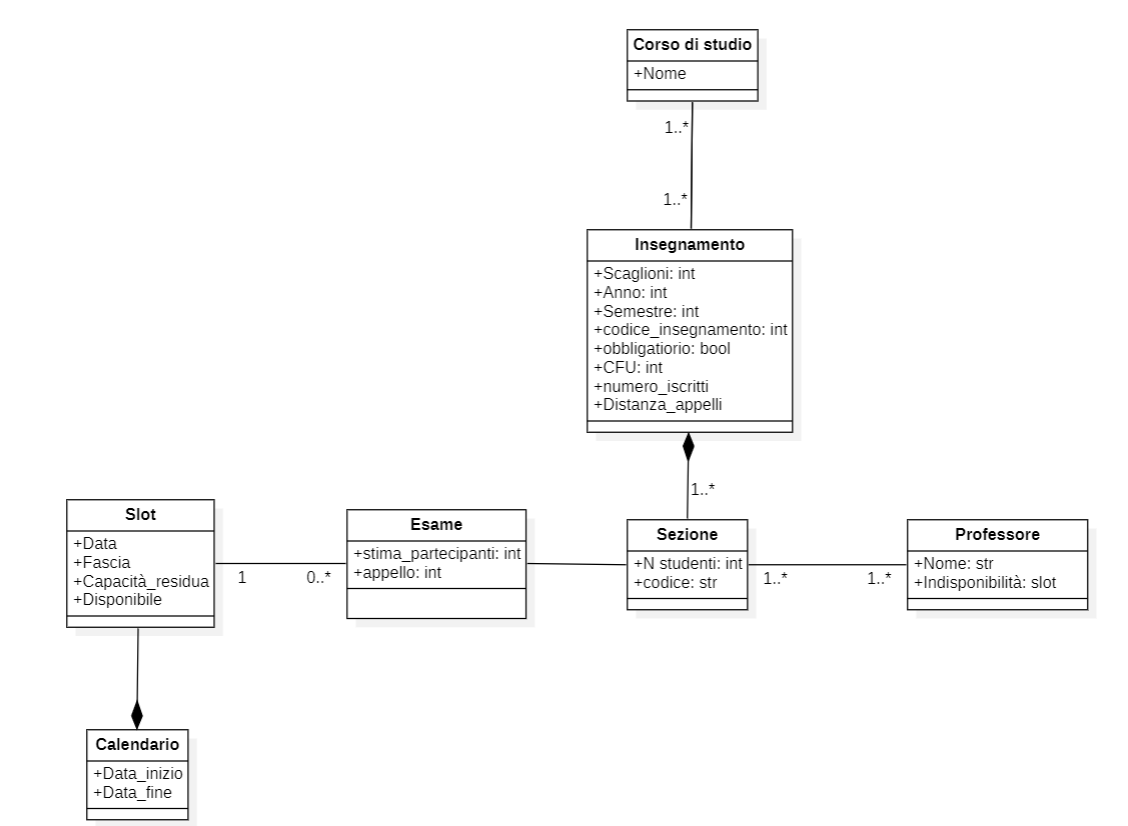 Corso di studio
+Nome
1..*
1..*
Insegnamento
+Scaglioni: int
+Anno: int
+Semestre: int
+codice_insegnamento: int
+obbligatiorio: bool
+CFU: int
+numero_iscritti
+Distanza_appelli
1..*
Slot
+Data
+Fascia
+Capacità_residua
+Disponibile
1
0..*
Esame
+stima_partecipanti: int
+appello: int
Sezione
+N studenti: int
+codice: str
1..*
1..*
Professore
+Nome: str
+Indisponibilità: slot
Calendario
+Data_inizio
+Data_fine